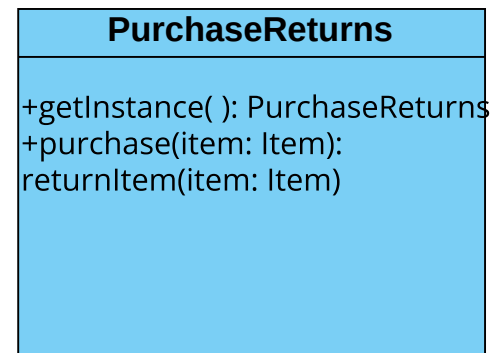 PurchaseReturns
+getInstance( ): PurchaseReturns
+purchase(item: Item):
returnItem(item: Item)